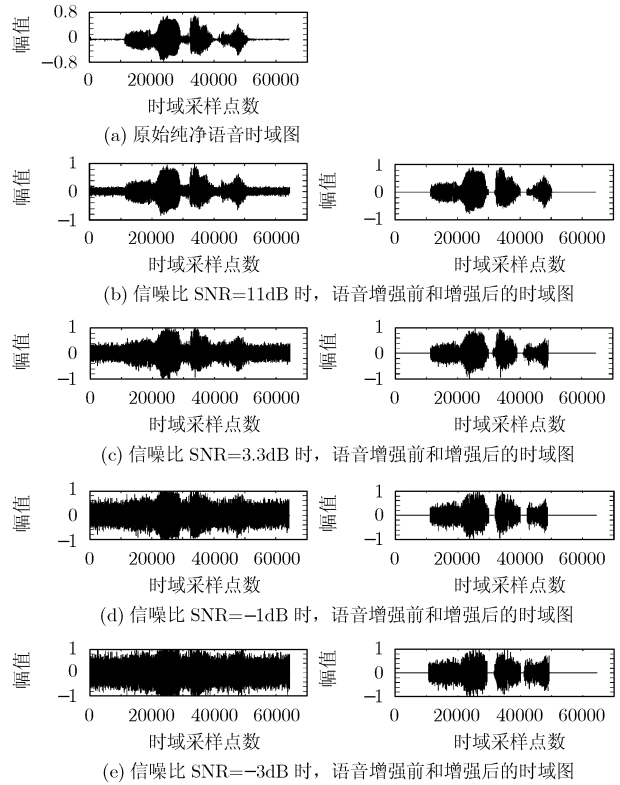 0.8
幅值
0
−0.8
0 20000 40000 60000
时域采样点数
(a) 原始纯净语音时域图
1 1
幅值 幅值
0 0
−1 −1
0 20000 40000 60000 0 20000 40000 60000
时域采样点数 时域采样点数
(b) 信噪比 SNR=11dB 时，语音增强前和增强后的时域图
1 1
幅值 幅值
0 0
−1 −1
0 20000 40000 60000 0 20000 40000 60000
时域采样点数 时域采样点数
(c) 信噪比 SNR=3.3dB 时，语音增强前和增强后的时域图
1 1
幅值 幅值
0 0
−1 −1
0 20000 40000 60000 0 20000 40000 60000
时域采样点数 时域采样点数
(d) 信噪比 SNR=−1dB 时，语音增强前和增强后的时域图
1 1
幅值 幅值
0 0
−1 −1
0 20000 40000 60000 0 20000 40000 60000
时域采样点数 时域采样点数
(e) 信噪比 SNR=−3dB 时，语音增强前和增强后的时域图